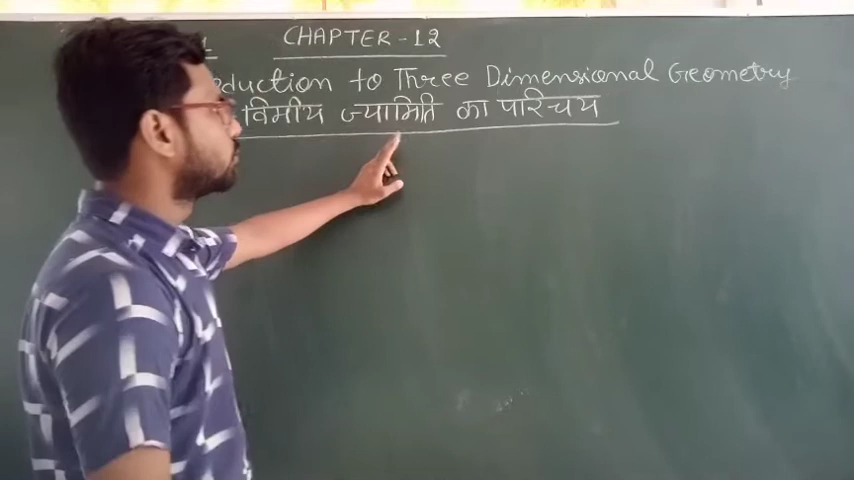 CHAPTER-12
duction to Three Dimensional Geometry
विमीय ज्यामिति का परिचय